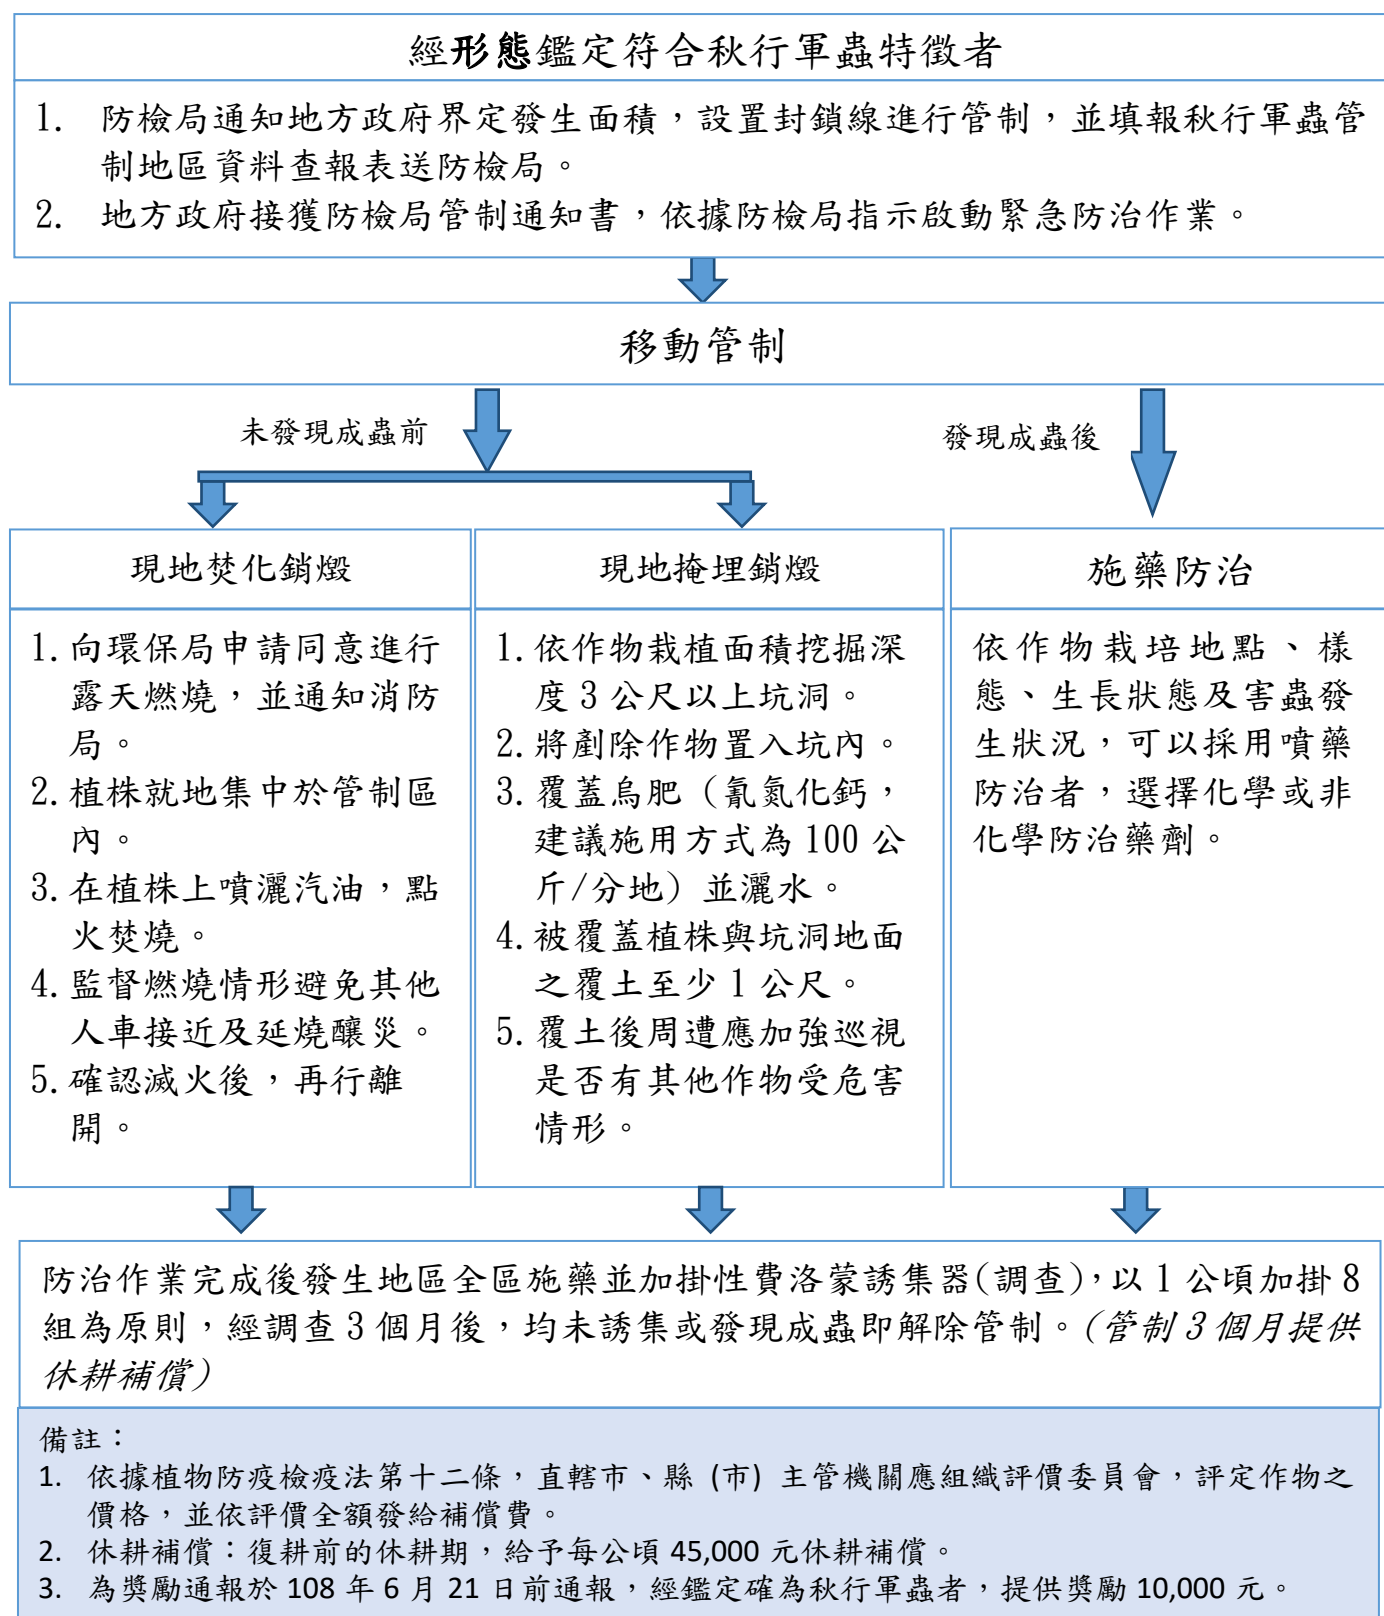 經形態鑑定符合秋行軍蟲特徵者
1. 防檢局通知地方政府界定發生面積，設置封鎖線進行管制，並填報秋行軍蟲管
制地區資料查報表送防檢局。
2. 地方政府接獲防檢局管制通知書，依據防檢局指示啟動緊急防治作業。
移動管制
未發現成蟲前
發現成蟲後
現地焚化銷燬
1.向環保局申請同意進行
露天燃燒，並通知消防
局。
2.植株就地集中於管制區
內。
3.在植株上噴灑汽油，點
火焚燒。
4.監督燃燒情形避免其他
人車接近及延燒釀災。
5.確認滅火後，再行離
開。
現地掩埋銷燬
1.依作物栽植面積挖掘深
度 3 公尺以上坑洞。
2.將剷除作物置入坑內。
3.覆蓋烏肥（氰氮化鈣，
建議施用方式為 100 公
斤/分地）並灑水。
4.被覆蓋植株與坑洞地面
之覆土至少 1 公尺。
5.覆土後周遭應加強巡視
是否有其他作物受危害
情形。
施藥防治
依作物栽培地點、樣
態、生長狀態及害蟲發
生狀況，可以採用噴藥
防治者，選擇化學或非
化學防治藥劑。
防治作業完成後發生地區全區施藥並加掛性費洛蒙誘集器(調查)，以 1 公頃加掛 8
組為原則，經調查 3 個月後，均未誘集或發現成蟲即解除管制。(管制 3 個月提供
休耕補償)
備註：
1. 依據植物防疫檢疫法第十二條，直轄市、縣 (市) 主管機關應組織評價委員會，評定作物之
價格，並依評價全額發給補償費。
2. 休耕補償：復耕前的休耕期，給予每公頃 45,000 元休耕補償。
3. 為獎勵通報於 108 年 6 月 21 日前通報，經鑑定確為秋行軍蟲者，提供獎勵 10,000 元。